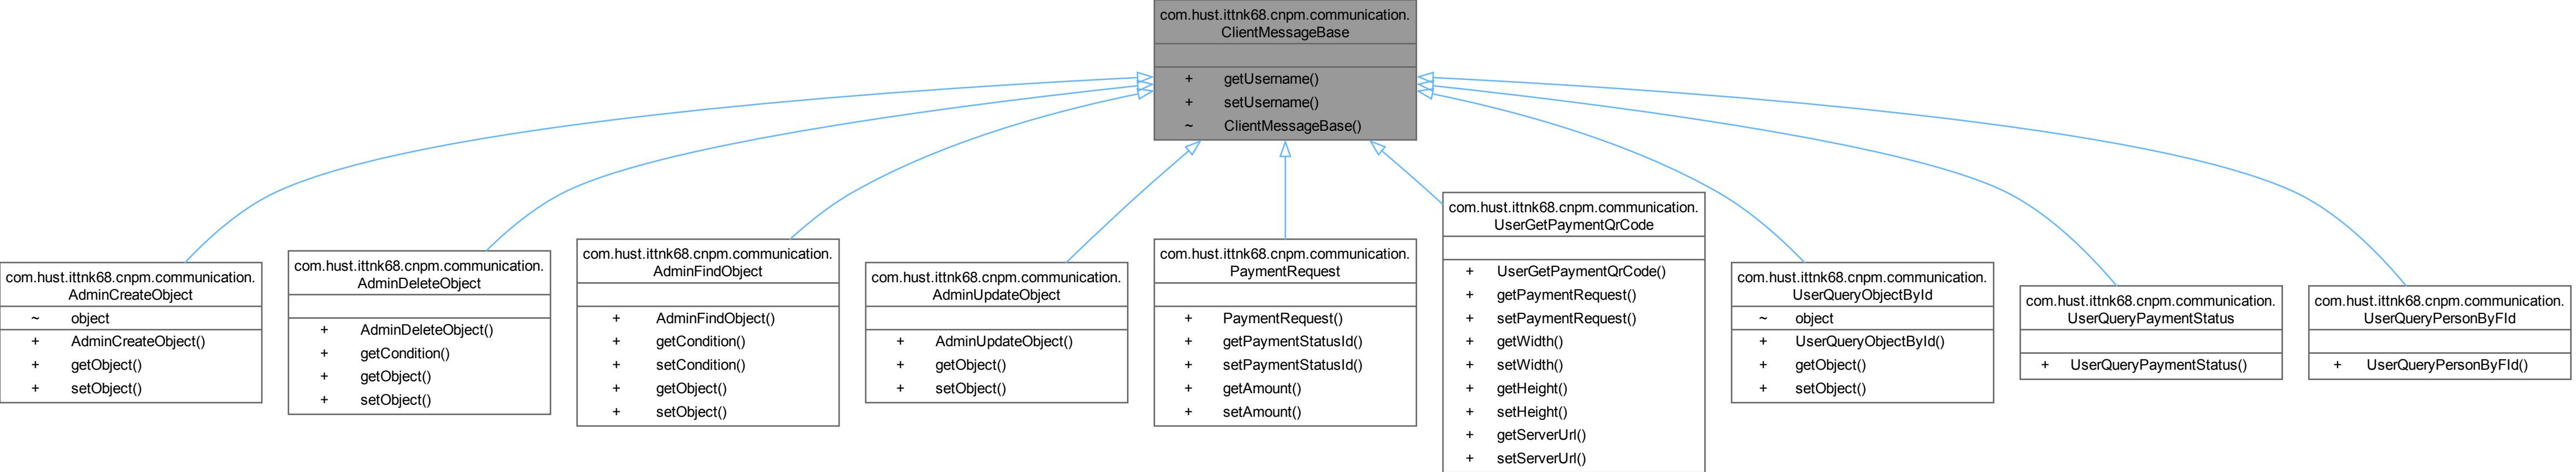 com.hust.ittnk68.cnpm.communication.
ClientMessageBase
+ getUsername()
+ setUsername()
~ ClientMessageBase()
com.hust.ittnk68.cnpm.communication.
AdminCreateObject
~ object
+ AdminCreateObject()
+ getObject()
+ setObject()
com.hust.ittnk68.cnpm.communication.
AdminDeleteObject
+ AdminDeleteObject()
+ getCondition()
+ getObject()
+ setObject()
com.hust.ittnk68.cnpm.communication.
AdminFindObject
+ AdminFindObject()
+ getCondition()
+ setCondition()
+ getObject()
+ setObject()
com.hust.ittnk68.cnpm.communication.
AdminUpdateObject
+ AdminUpdateObject()
+ getObject()
+ setObject()
com.hust.ittnk68.cnpm.communication.
PaymentRequest
+ PaymentRequest()
+ getPaymentStatusId()
+ setPaymentStatusId()
+ getAmount()
+ setAmount()
com.hust.ittnk68.cnpm.communication.
UserGetPaymentQrCode
+ UserGetPaymentQrCode()
+ getPaymentRequest()
+ setPaymentRequest()
+ getWidth()
+ setWidth()
+ getHeight()
+ setHeight()
+ getServerUrl()
+ setServerUrl()
com.hust.ittnk68.cnpm.communication.
UserQueryObjectById
~ object
+ UserQueryObjectById()
+ getObject()
+ setObject()
com.hust.ittnk68.cnpm.communication.
UserQueryPaymentStatus
+ UserQueryPaymentStatus()
com.hust.ittnk68.cnpm.communication.
UserQueryPersonByFId
+ UserQueryPersonByFId()